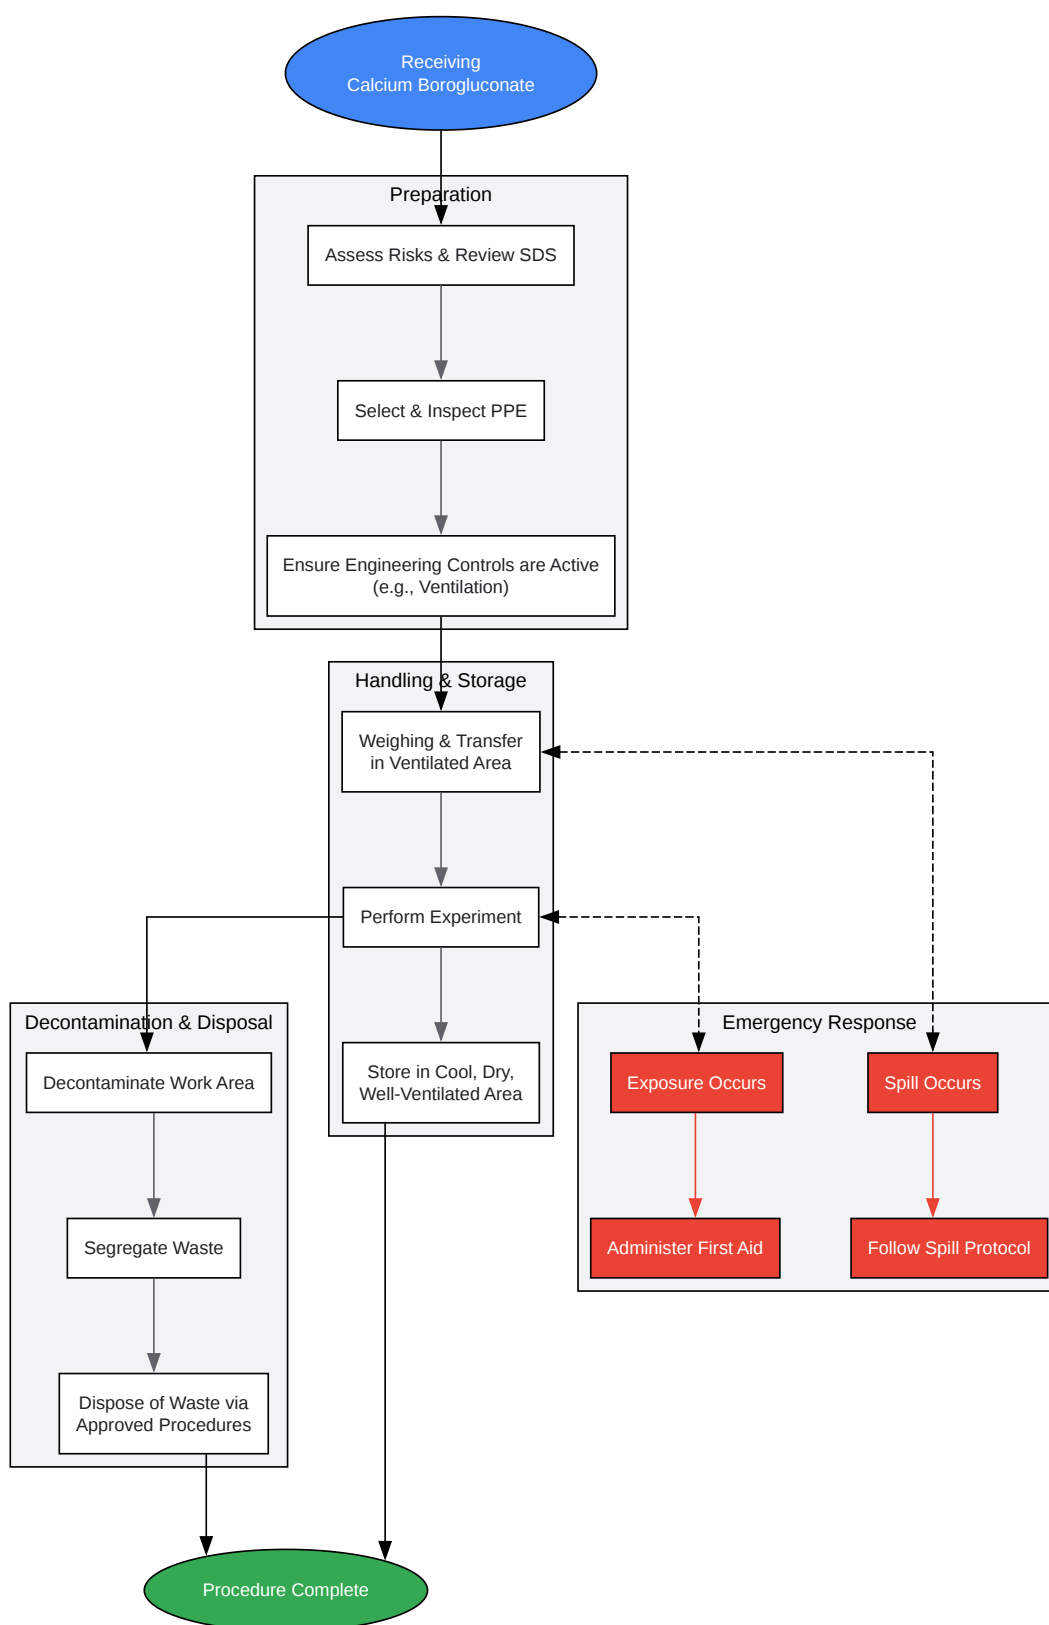 Receiving
Calcium Borogluconate
Preparation
Assess Risks & Review SDS
Select & Inspect PPE
Ensure Engineering Controls are Active
(e.g., Ventilation)
Handling & Storage
Weighing & Transfer
in Ventilated Area
Perform Experiment
Store in Cool, Dry,
Well-Ventilated Area
Decontamination & Disposal
Decontaminate Work Area
Segregate Waste
Dispose of Waste via
Approved Procedures
Emergency Response
Exposure Occurs
Spill Occurs
Administer First Aid
Follow Spill Protocol
Procedure Complete